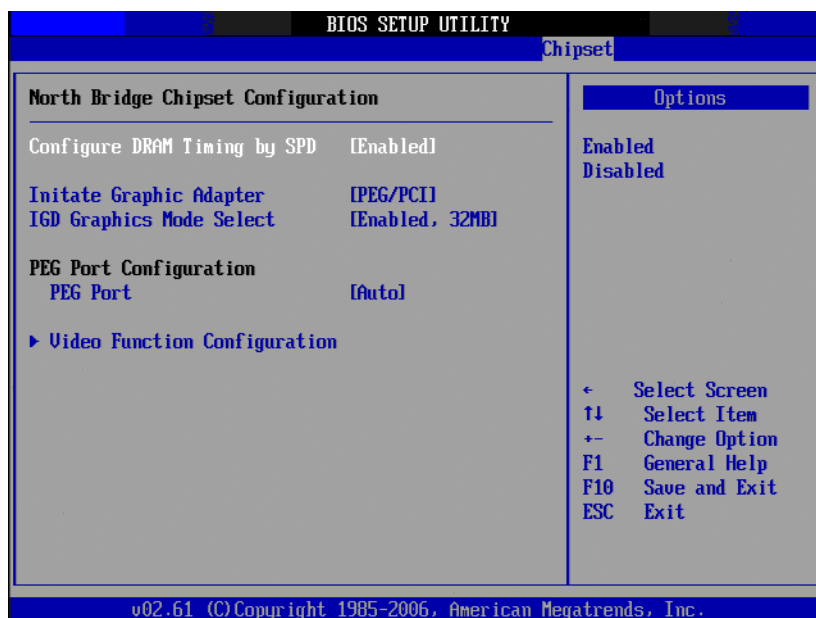 BIOS SETUP UTILITY
Chipset
North Bridge Chipset Configuration
Configure DRAM Timing by SPD [Enabled]
Initate Graphic Adapter [PEG/PCI]
IGD Graphics Mode Select [Enabled, 32MB]
PEG Port Configuration
PEG Port [Auto]
Video Function Configuration
Options
Enabled
Disabled
← Select Screen
↑↓ Select Item
+- Change Option
F1 General Help
F10 Save and Exit
ESC Exit
v02.61 (C)Copyright 1985-2006, American Megatrends, Inc.